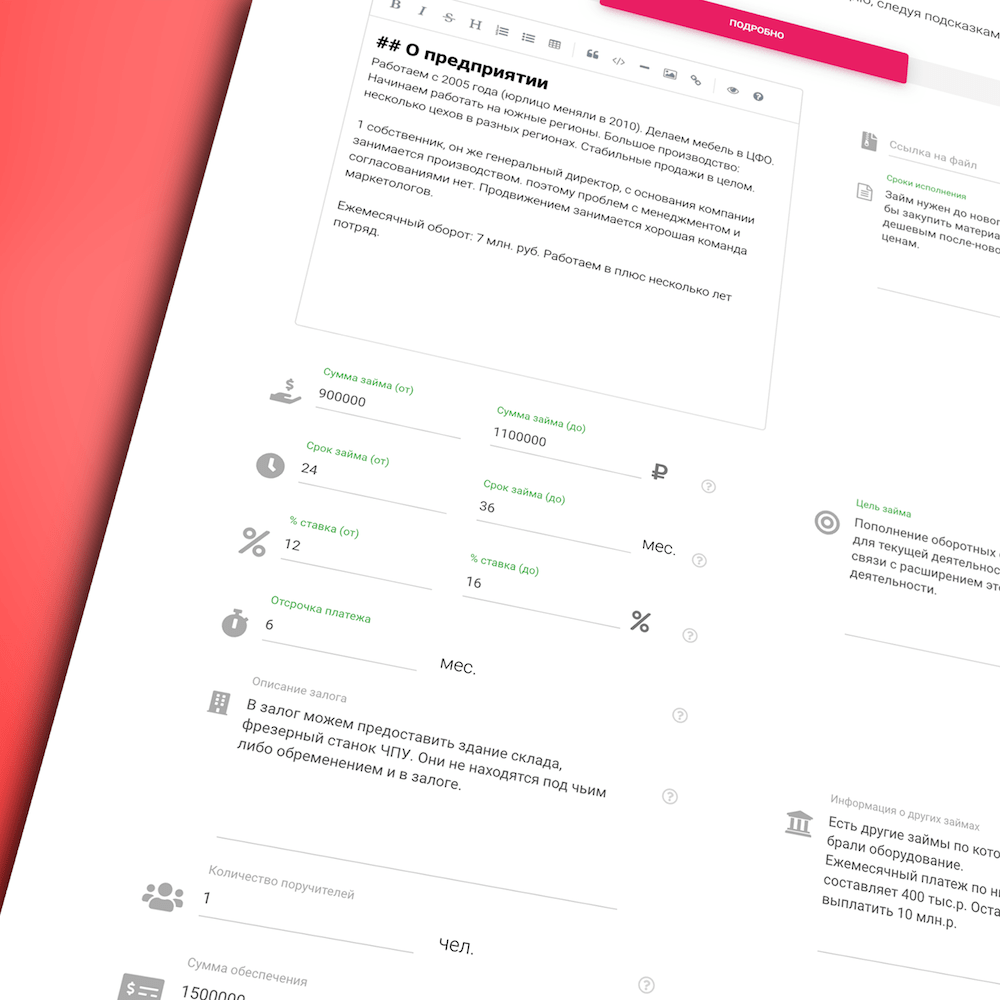 ю, следуя подсказкам
ПОДРОБНО
B I S H
## О предприятии
Работаем с 2005 года (юрлицо меняли в 2010). Делаем мебель в ЦФО.
Начинаем работать на южные регионы. Большое производство:
несколько цехов в разных регионах. Стабильные продажи в целом.
1 собственник, он же генеральный директор, с основания компании
занимается производством. поэтому проблем с менеджментом и
согласованиями нет. Продвижением занимается хорошая команда
маркетологов.
Ежемесячный оборот: 7 млн. руб. Работаем в плюс несколько лет
потряд.
Ссылка на файл
Сроки исполнения
Займ нужен до новог
бы закупить материа
дешевым после-ново
ценам.
Сумма займа (от)
900000
Сумма займа (до)
1100000
₽
Срок займа (от)
24
Срок займа (до)
36
мес.
% ставка (от)
12
% ставка (до)
16
%
Отсрочка платежа
6
мес.
Цель займа
Пополнение оборотных
для текущей деятельнос
связи с расширением это
деятельности.
Описание залога
В залог можем предоставить здание склада,
фрезерный станок ЧПУ. Они не находятся под чьим
либо обременением и в залоге.
Информация о других займах
Есть другие займы по кото
брали оборудование.
Ежемесячный платеж по ни
составляет 400 тыс.р. Оста
выплатить 10 млн.р.
Количество поручителей
1
чел.
Сумма обеспечения
1500000